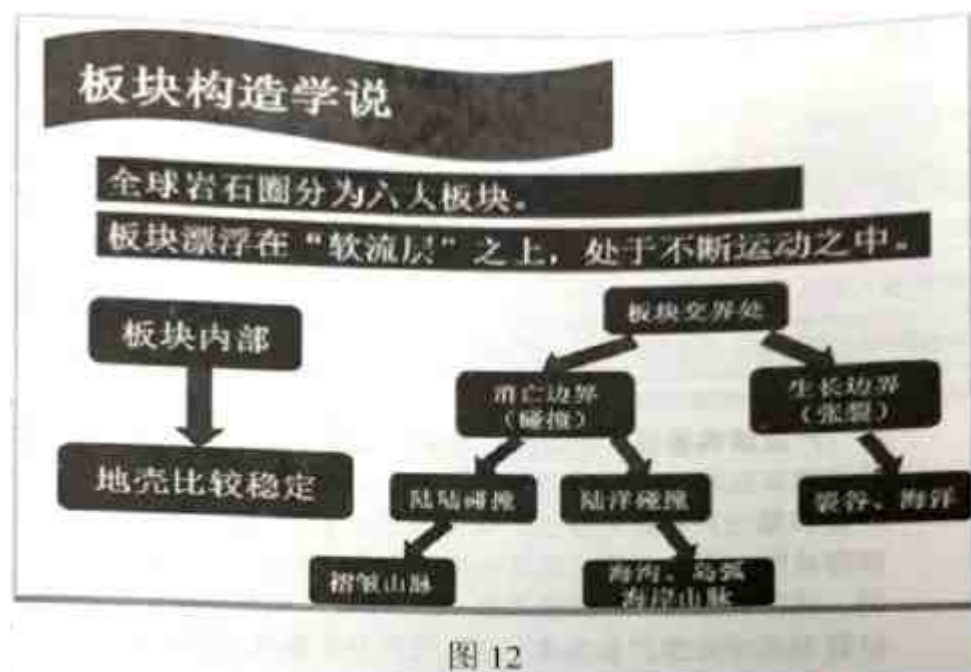 板块构造学说
全球岩石圈分为六大板块。
板块漂浮在“软流层”之上，处于不断运动之中。
板块内部
地壳比较稳定
板块交界处
消亡边界
（碰撞）
生长边界
（张裂）
陆陆碰撞
陆洋碰撞
裂谷、海洋
褶皱山脉
海沟、岛弧
海岸山脉
图 12